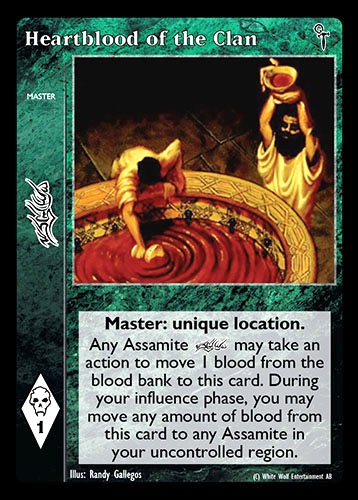 Heartblood of the Clan
MASTER
Master: unique location.
Any Assamite may take an
action to move 1 blood from the
blood bank to this card. During
your influence phase, you may
move any amount of blood from
this card to any Assamite in
your uncontrolled region.
1
Illus: Randy Gallegos
(C) White Wolf Entertainment AB